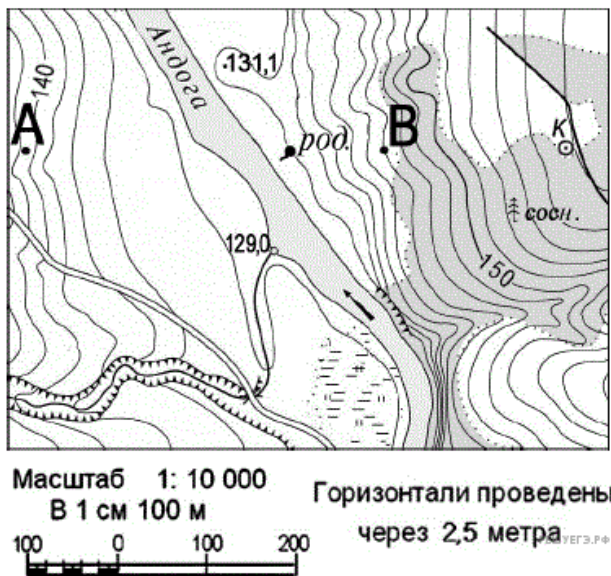 Андога
131,1
140
А
род.
В
К
сосн.
129,0
150
Масштаб 1: 10 000
В 1 см 100 м
100 0 100 200
Горизонтали проведены
через 2,5 метра